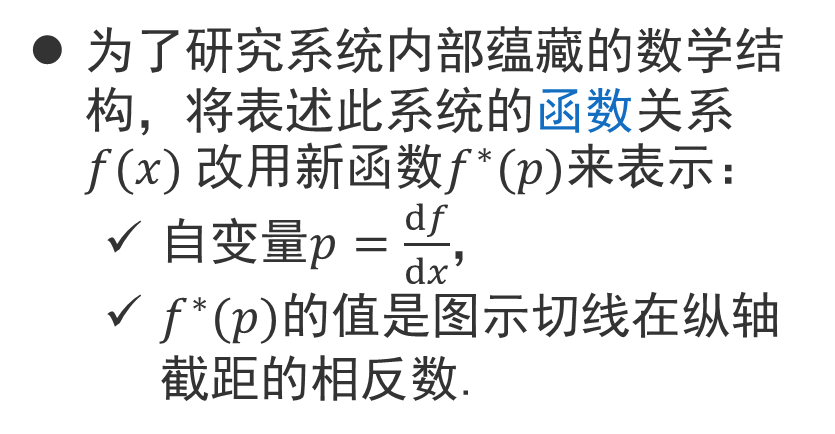 ● 为了研究系统内部蕴藏的数学结
构，将表述此系统的函数关系
f(x) 改用新函数f*(p)来表示：
✓ 自变量p = df/dx,
✓ f*(p)的值是图示切线在纵轴
截距的相反数.